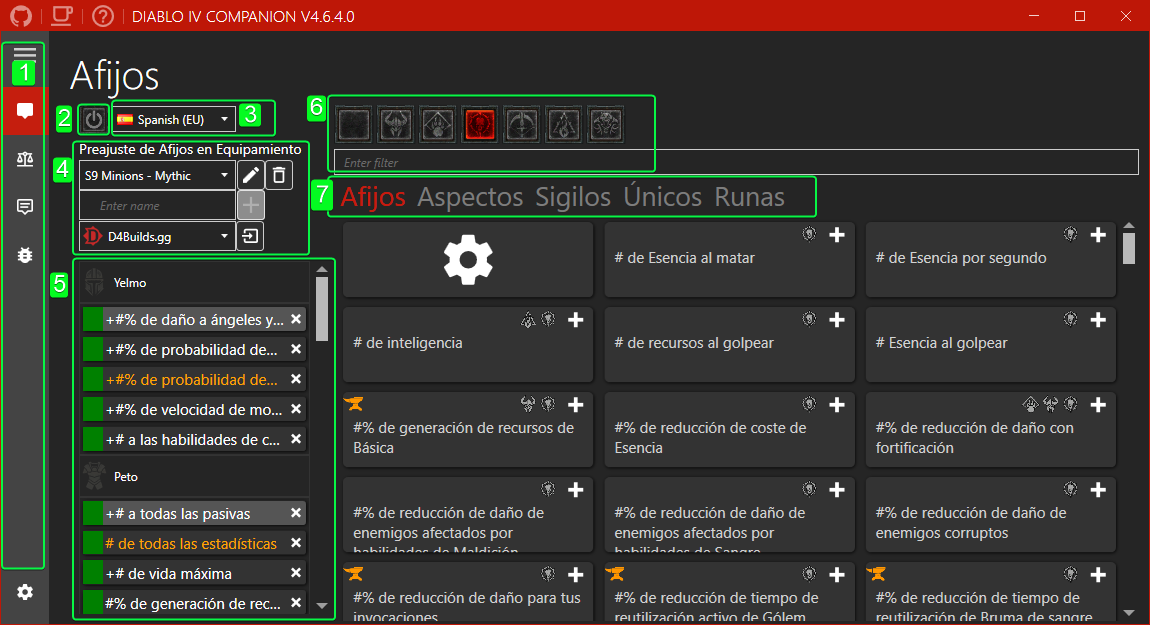 DIABLO IV COMPANION V4.6.4.0
1
Afijos
2
Spanish (EU)
3
6
Enter filter
Preajuste de Afijos en Equipamiento
4
S9 Minions - Mythic
Enter name
D4Builds.gg
7
Afijos Aspectos Sigilos Únicos Runas
5
Yelmo
+#% de daño a ángeles y...
+#% de probabilidad de...
+#% de probabilidad de...
+#% de velocidad de mo...
+# a las habilidades de c...
Peto
+# a todas las pasivas
# de todas las estadísticas
+# de vida máxima
#% de generación de rec...
# de Esencia al matar
# de Esencia por segundo
# de inteligencia
# de recursos al golpear
# Esencia al golpear
#% de generación de recursos de
Básica
#% de reducción de coste de
Esencia
#% de reducción de daño con
fortificación
#% de reducción de daño de
enemigos afectados por
habilidades de Maldición
#% de reducción de daño de
enemigos afectados por
habilidades de Sangre
#% de reducción de daño de
enemigos corruptos
#% de reducción de daño para tus
invocaciones
#% de reducción de tiempo de
reutilización activo de Gólem
#% de reducción de tiempo de
reutilización de Bruma de sangre